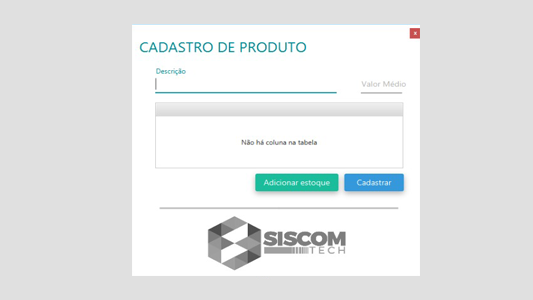 x
CADASTRO DE PRODUTO
Descrição
Valor Médio
Não há coluna na tabela
Adicionar estoque
Cadastrar
SISCOM
TECH